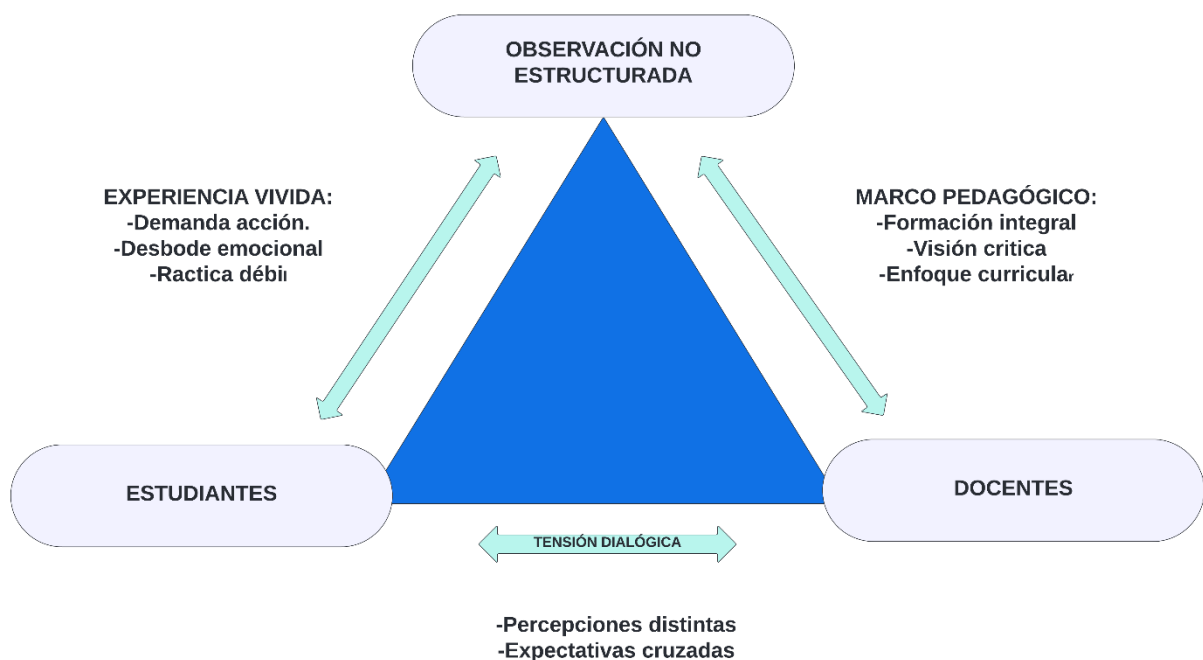 OBSERVACIÓN NO
ESTRUCTURADA
EXPERIENCIA VIVIDA:
-Demanda acción.
-Desbode emocional
-Ractica débil
MARCO PEDAGÓGICO:
-Formación integral
-Visión critica
-Enfoque curricular
ESTUDIANTES
DOCENTES
TENSIÓN DIALÓGICA
-Percepciones distintas
-Expectativas cruzadas